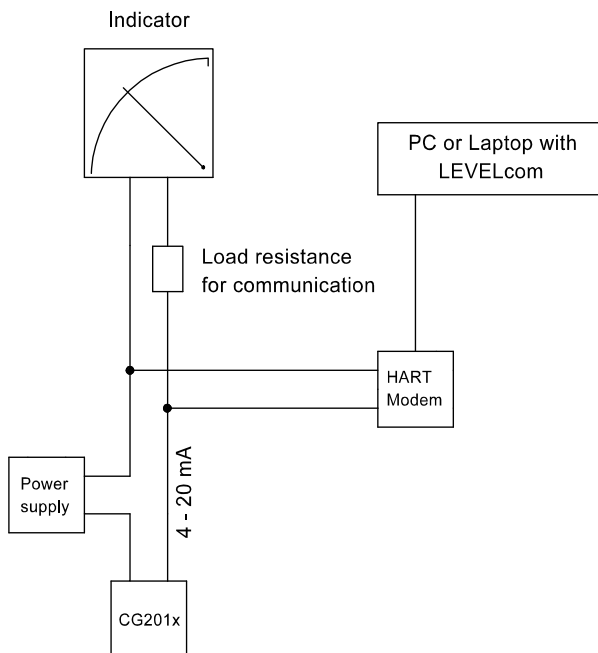 Indicator
PC or Laptop with
LEVELcom
Load resistance
for communication
HART
Modem
4 - 20 mA
Power
supply
CG201x